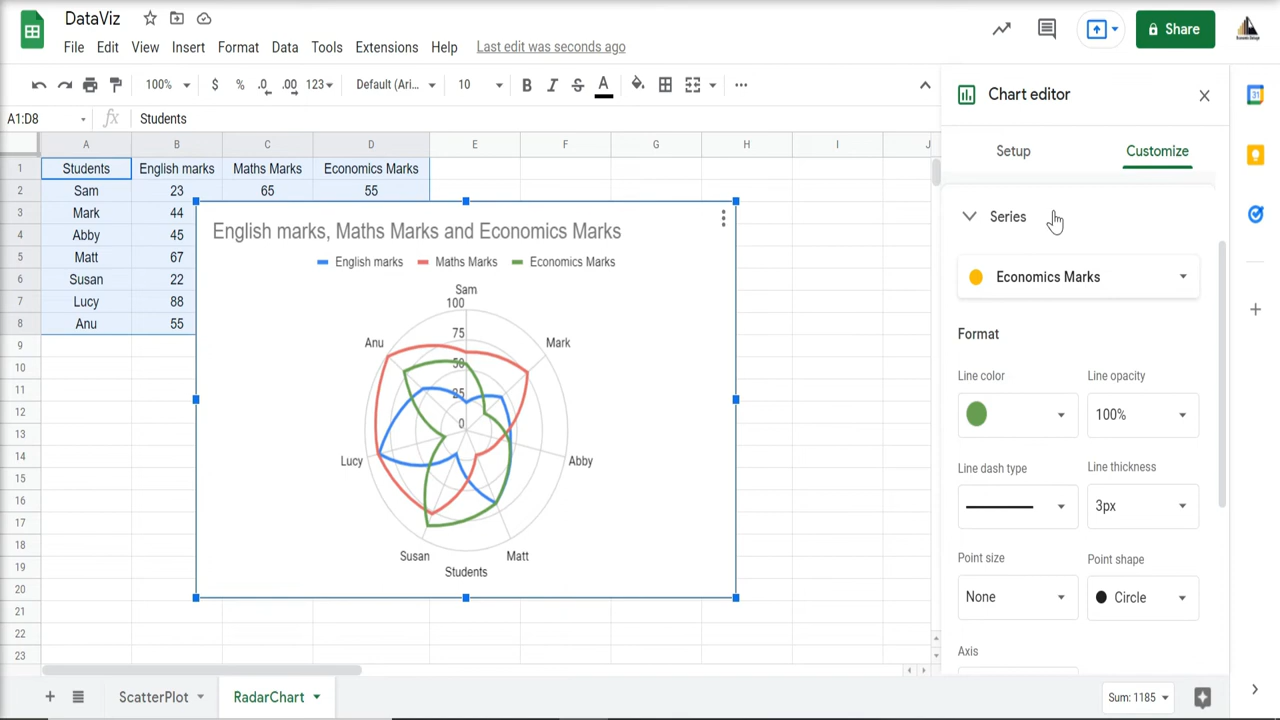 DataViz
File Edit View Insert Format Data Tools Extensions Help Last edit was seconds ago
Share
100% $ % .0 .00 123 Default (Ari... 10 B I S A
Chart editor
A1:D8 fx Students
Setup Customize
A B C D E F G H I J
1 Students English marks Maths Marks Economics Marks
2 Sam 23 65 55
3 Mark 44
4 Abby 45
5 Matt 67
6 Susan 22
7 Lucy 88
8 Anu 55
9
10
11
12
13
14
15
16
17
18
19
20
21
22
23
English marks, Maths Marks and Economics Marks
English marks Maths Marks Economics Marks
Sam
100
75
50
25
0
Anu Mark
Lucy Abby
Susan Matt
Students
Series
Economics Marks
Format
Line color Line opacity
100%
Line dash type Line thickness
3px
Point size Point shape
None Circle
Axis
+ ScatterPlot RadarChart Sum: 1185
31